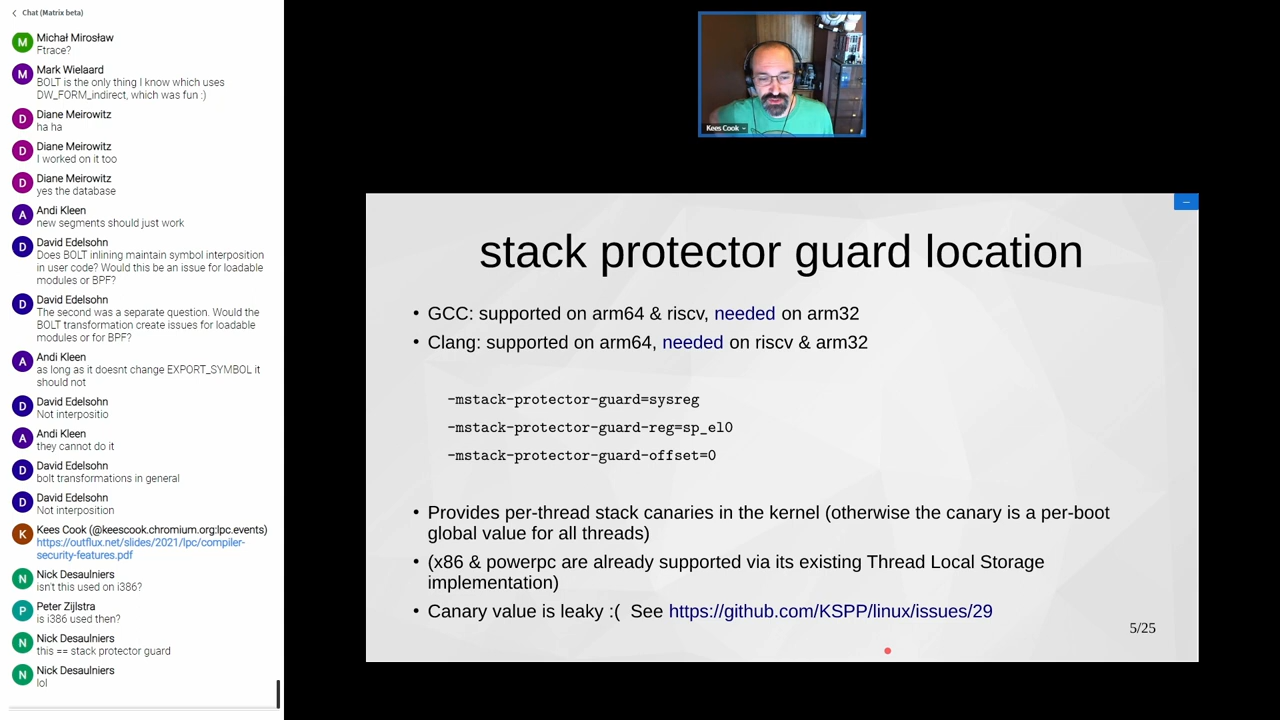 Chat (Matrix beta)
M
Michał Mirosław
Ftrace?
M
Mark Wielaard
BOLT is the only thing I know which uses
DW_FORM_indirect, which was fun :)
D
Diane Meirowitz
ha ha
D
Diane Meirowitz
I worked on it too
D
Diane Meirowitz
yes the database
A
Andi Kleen
new segments should just work
D
David Edelsohn
Does BOLT inlining maintain symbol interposition
in user code? Would this be an issue for loadable
modules or BPF?
D
David Edelsohn
The second was a separate question. Would the
BOLT transformation create issues for loadable
modules or for BPF?
A
Andi Kleen
as long as it doesnt change EXPORT_SYMBOL it
should not
D
David Edelsohn
Not interpositio
A
Andi Kleen
they cannot do it
D
David Edelsohn
bolt transformations in general
D
David Edelsohn
Not interposition
K
Kees Cook (@keescook.chromium.org:lpc.events)
https://outflux.net/slides/2021/lpc/compiler-
security-features.pdf
N
Nick Desaulniers
isn't this used on i386?
P
Peter Zijlstra
is i386 used then?
N
Nick Desaulniers
this == stack protector guard
N
Nick Desaulniers
lol
Kees Cook
stack protector guard location
• GCC: supported on arm64 & riscv, needed on arm32
• Clang: supported on arm64, needed on riscv & arm32
-mstack-protector-guard=sysreg
-mstack-protector-guard-reg=sp_el0
-mstack-protector-guard-offset=0
• Provides per-thread stack canaries in the kernel (otherwise the canary is a per-boot
global value for all threads)
• (x86 & powerpc are already supported via its existing Thread Local Storage
implementation)
• Canary value is leaky :( See https://github.com/KSPP/linux/issues/29
5/25